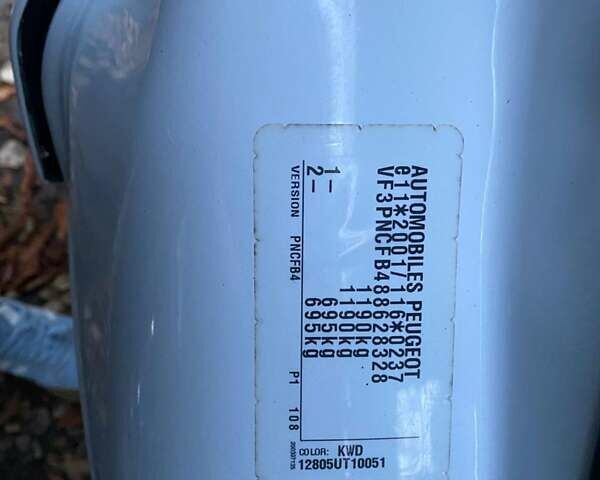 AUTOMOBILES PEUGEOT
e11*2001/116*0237
VF3PNCFB488628328
1190kg
1190kg
1- 695kg
2- 695kg
VERSION PNCFB4 P1 108
COLOR: KWD
12805UT10051